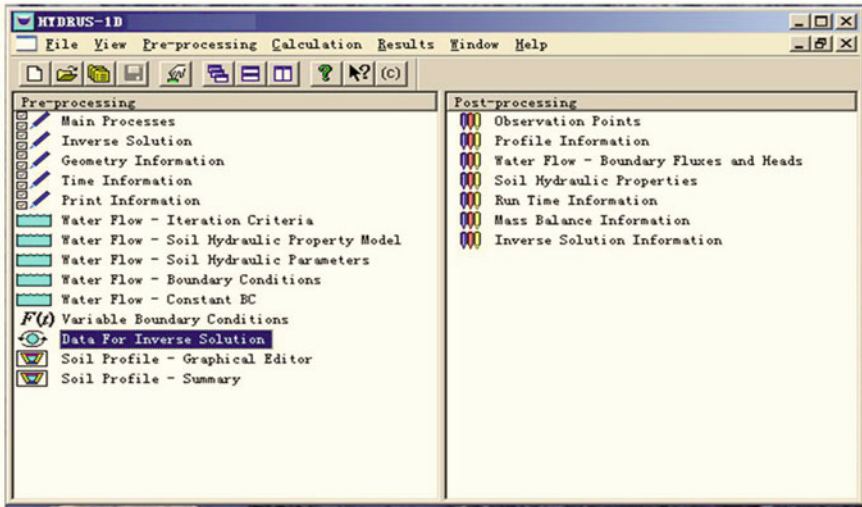 HYDRUS-1D
File View Pre-processing Calculation Results Window Help
(C)
Pre-processing
Main Processes
Inverse Solution
Geometry Information
Time Information
Print Information
Water Flow - Iteration Criteria
Water Flow - Soil Hydraulic Property Model
Water Flow - Soil Hydraulic Parameters
Water Flow - Boundary Conditions
Water Flow - Constant BC
F(t) Variable Boundary Conditions
Data For Inverse Solution
Soil Profile - Graphical Editor
Soil Profile - Summary
Post-processing
Observation Points
Profile Information
Water Flow - Boundary Fluxes and Heads
Soil Hydraulic Properties
Run Time Information
Mass Balance Information
Inverse Solution Information